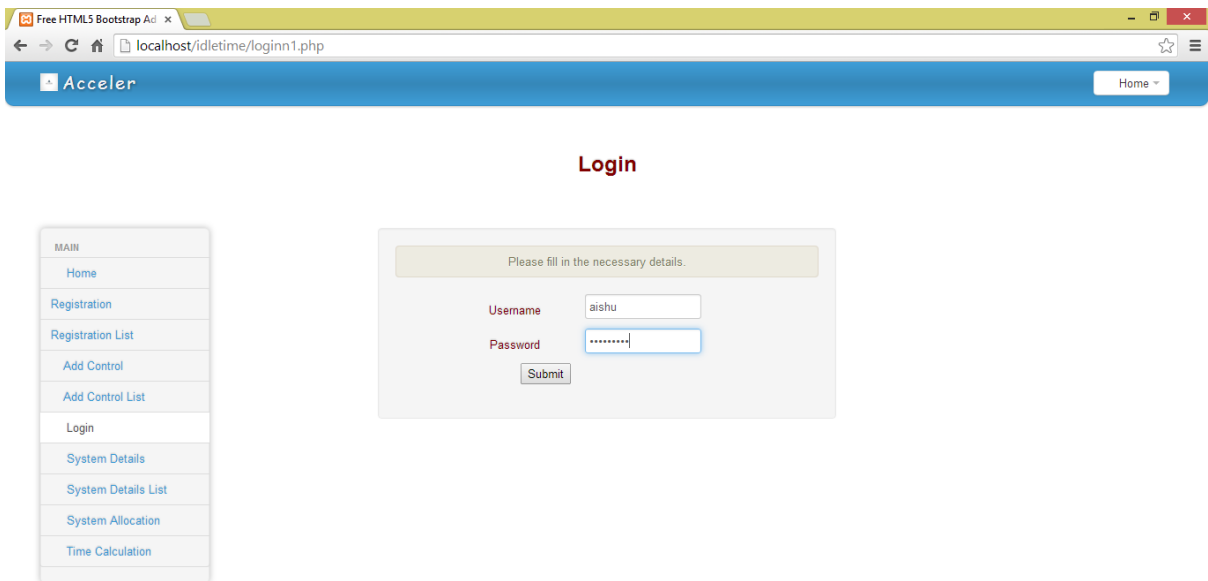 Free HTML5 Bootstrap Ad
localhost/idletime/loginn1.php
Acceler
Home
Login
MAIN
Home
Registration
Registration List
Add Control
Add Control List
Login
System Details
System Details List
System Allocation
Time Calculation
Please fill in the necessary details.
Username
aishu
Password
•••••••••
Submit